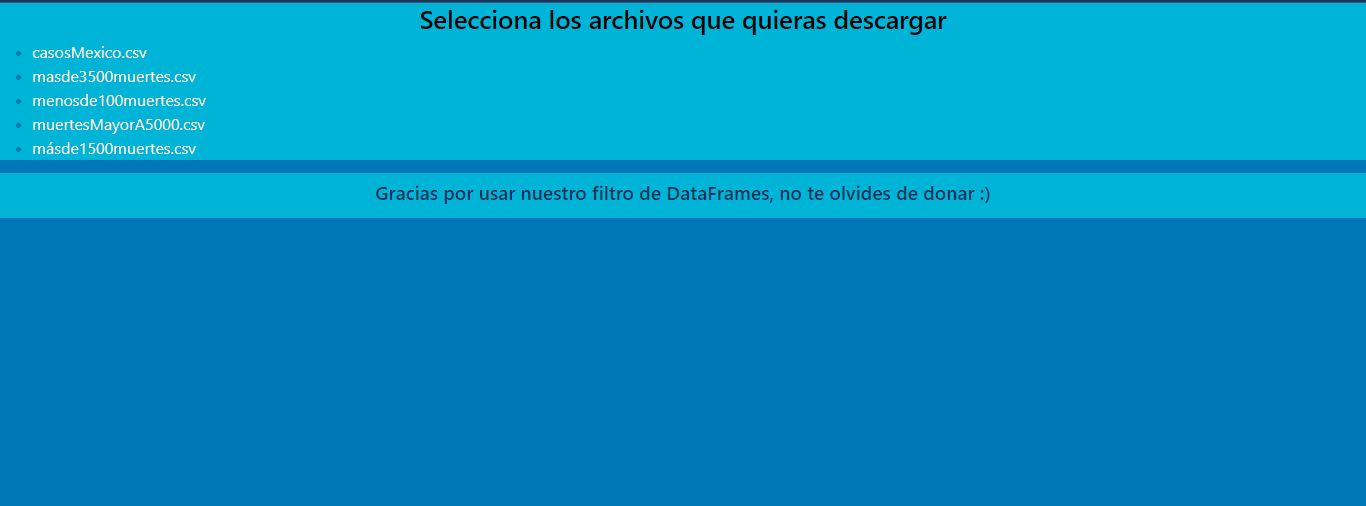 Selecciona los archivos que quieras descargar
casosMexico.csv
masde3500muertes.csv
menosde100muertes.csv
muertesMayorA5000.csv
másde1500muertes.csv
Gracias por usar nuestro filtro de DataFrames, no te olvides de donar :)